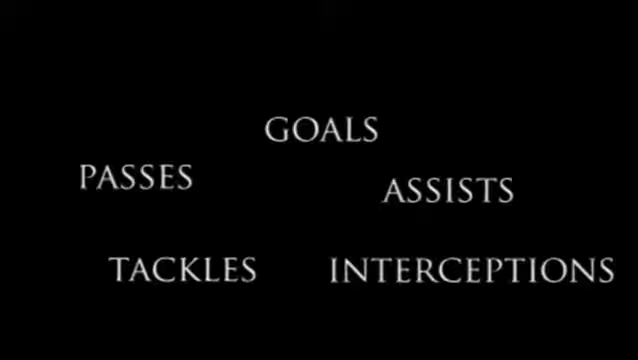 GOALS
PASSES
ASSISTS
TACKLES
INTERCEPTIONS